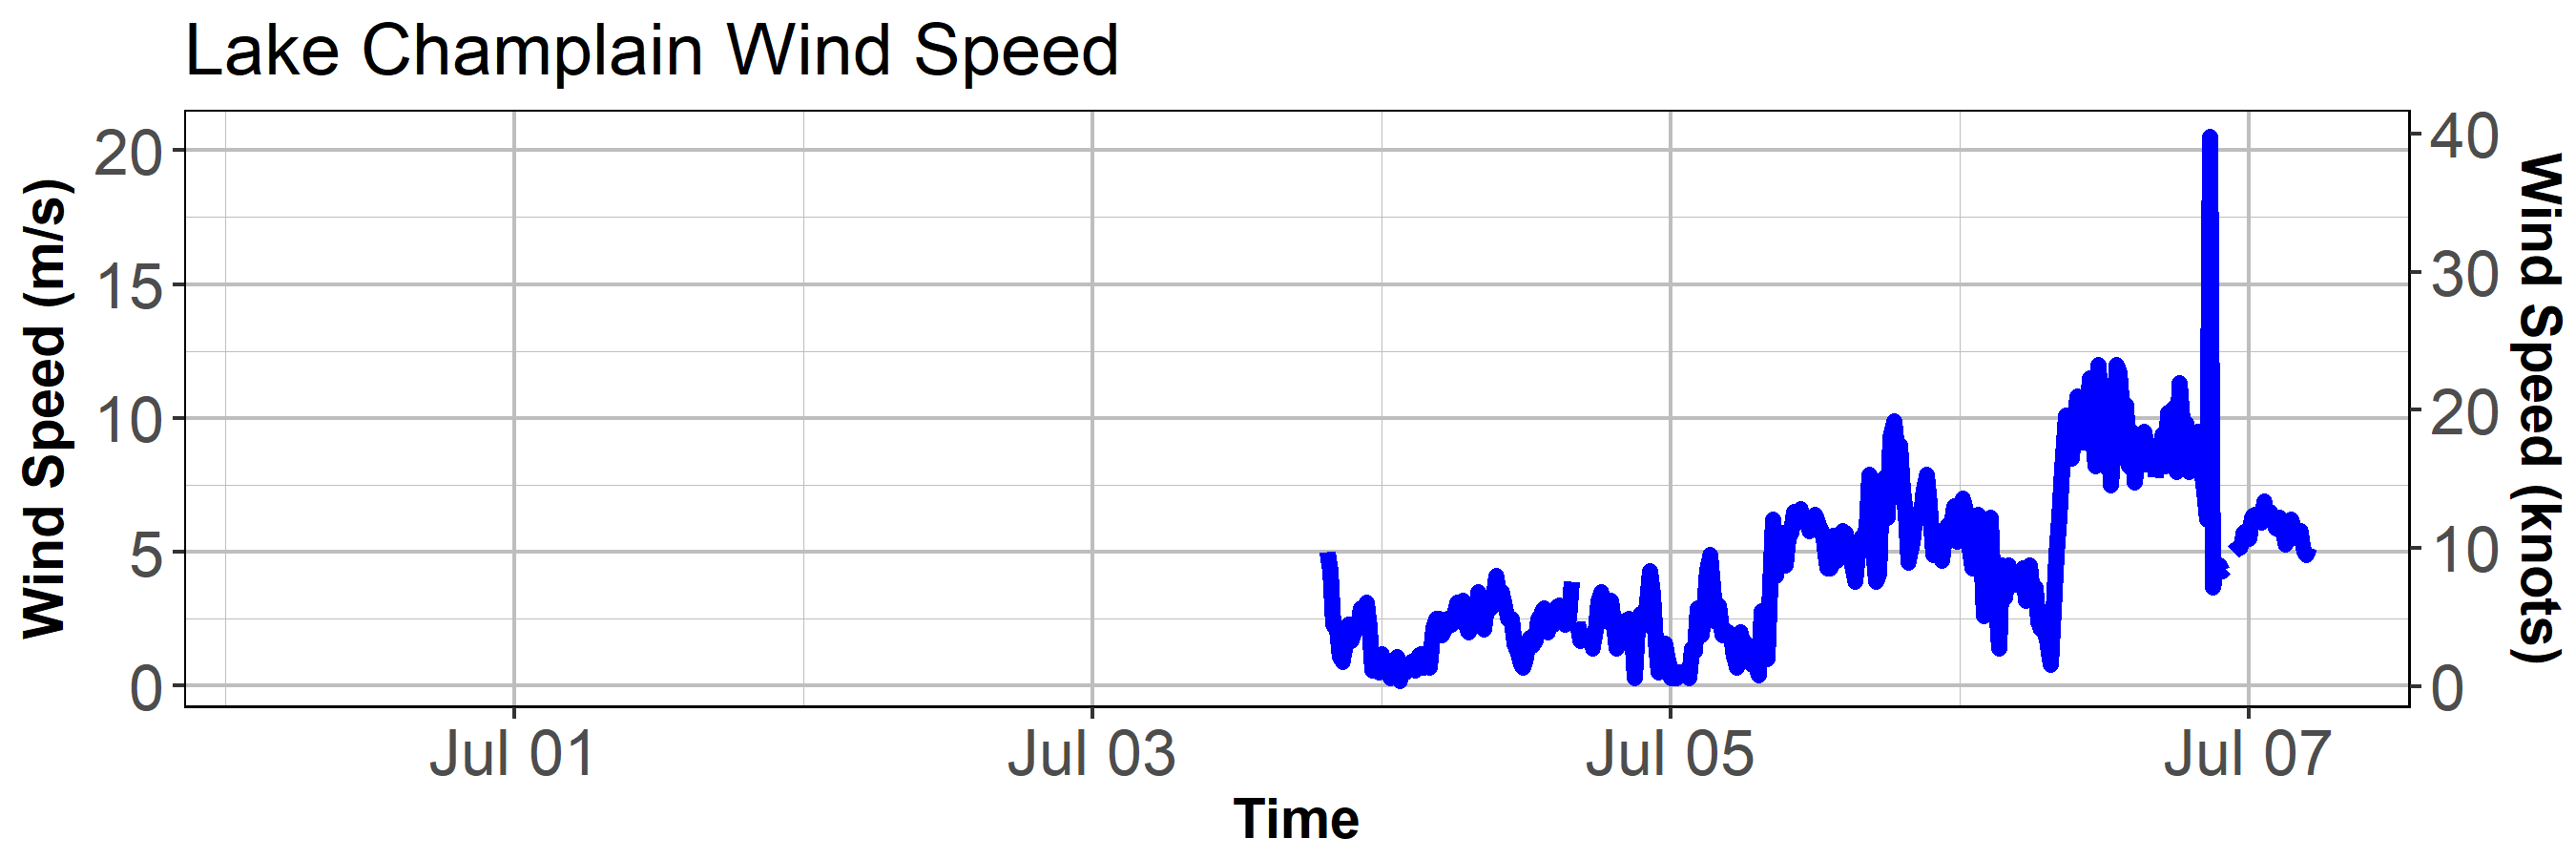 Lake Champlain Wind Speed
Wind Speed (m/s)
20
15
10
5
0
40
30
20
10
0
Wind Speed (knots)
Jul 01 Jul 03 Jul 05 Jul 07
Time